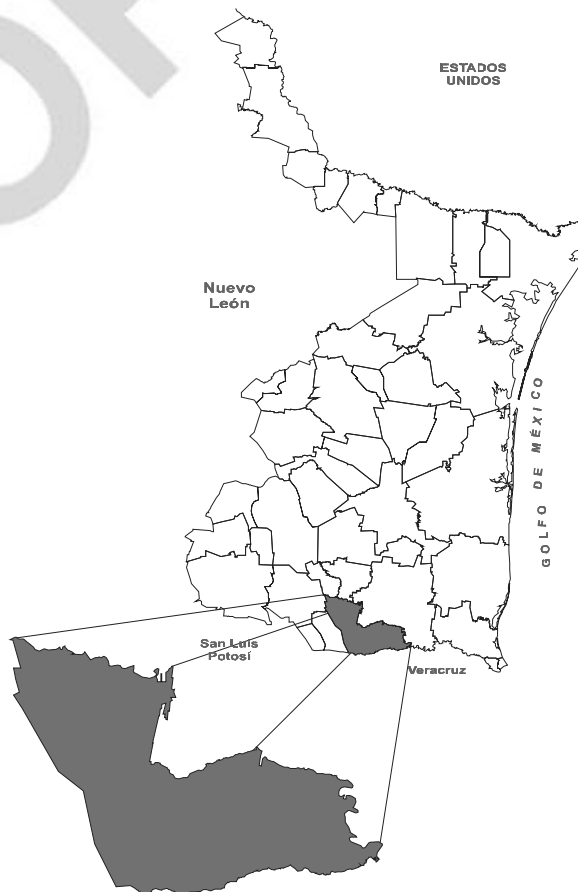 ESTADOS
UNIDOS
Nuevo
León
GOLFO DE MÉXICO
San Luis
Potosí
Veracruz